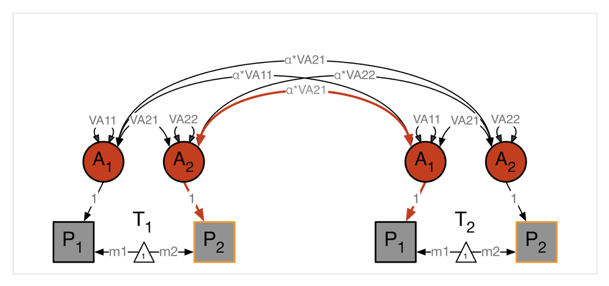 α*VA21
α*VA11 α*VA22
α*VA21
VA11 VA21 VA22 VA11 VA21 VA22
A1 A2 A1 A2
1 1 1 1
T1 T2
P1 m1 1 m2 P2 P1 m1 1 m2 P2